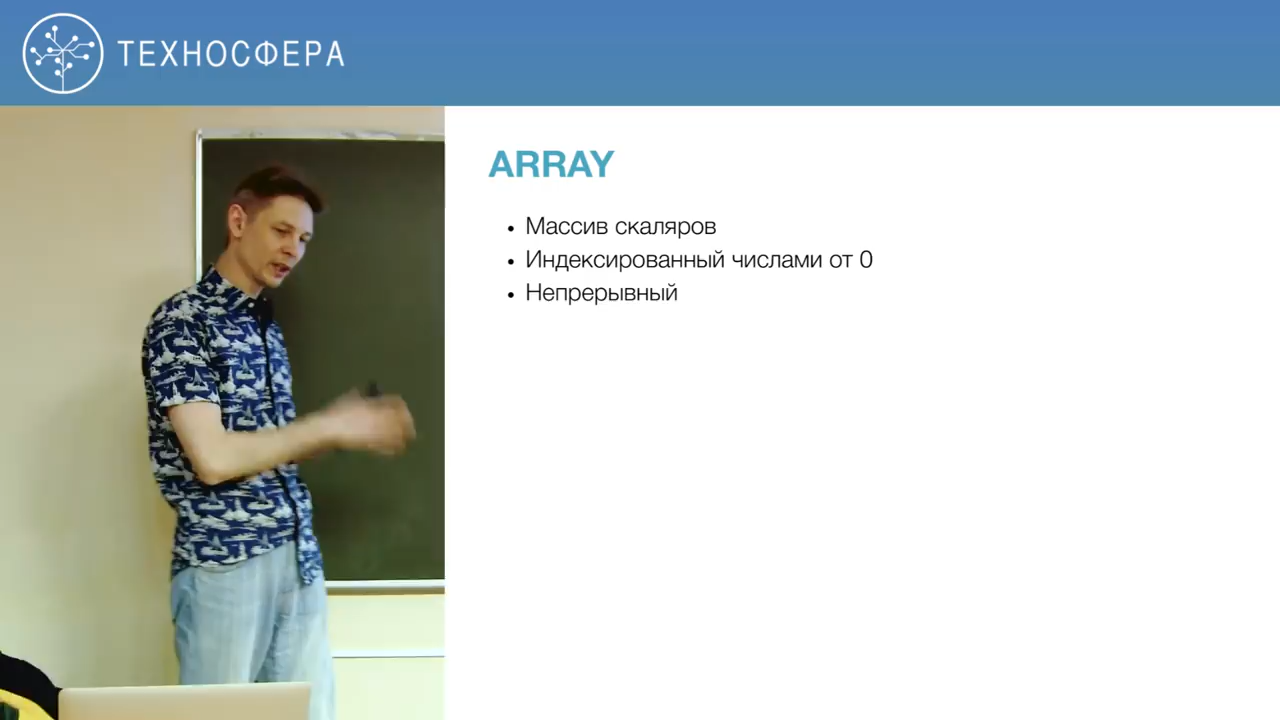 ТЕХНОСФЕРА
ARRAY
• Массив скаляров
• Индексированный числами от 0
• Непрерывный